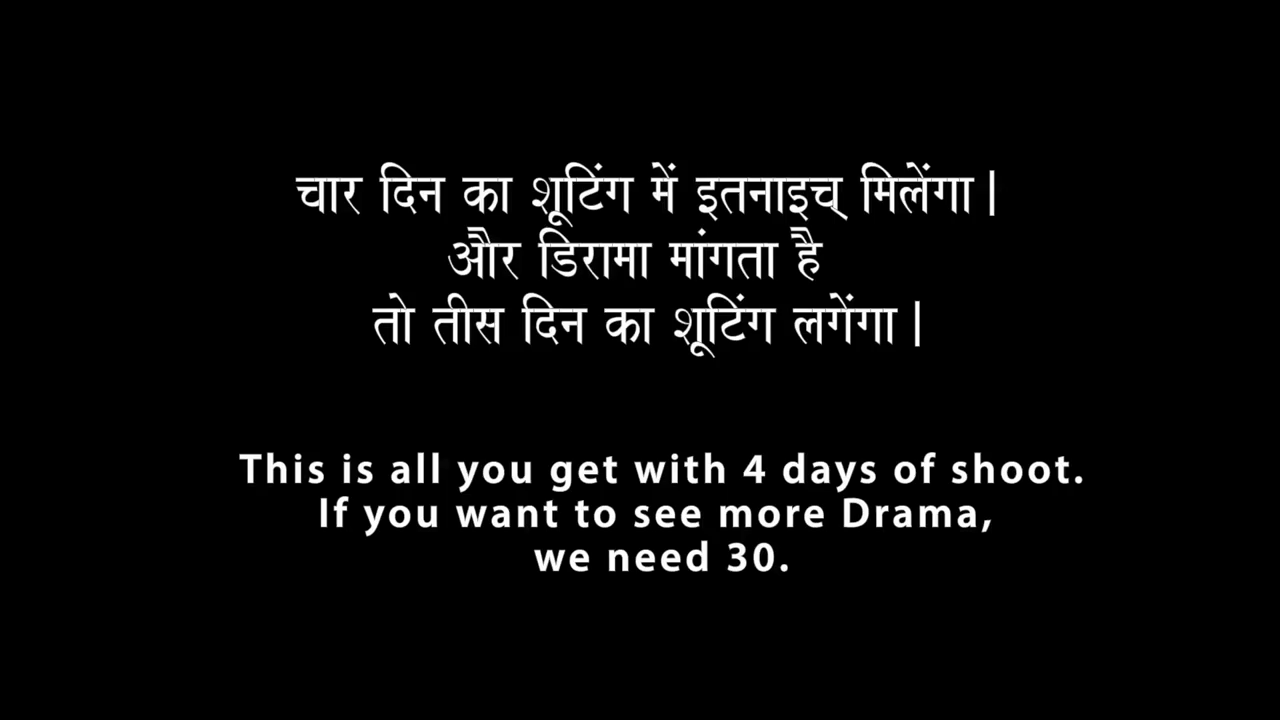 चार दिन का शूटिंग में इतनाइच् मिलेंगा |
और डिरामा मांगता है
तो तीस दिन का शूटिंग लगेंगा |
This is all you get with 4 days of shoot.
If you want to see more Drama,
we need 30.